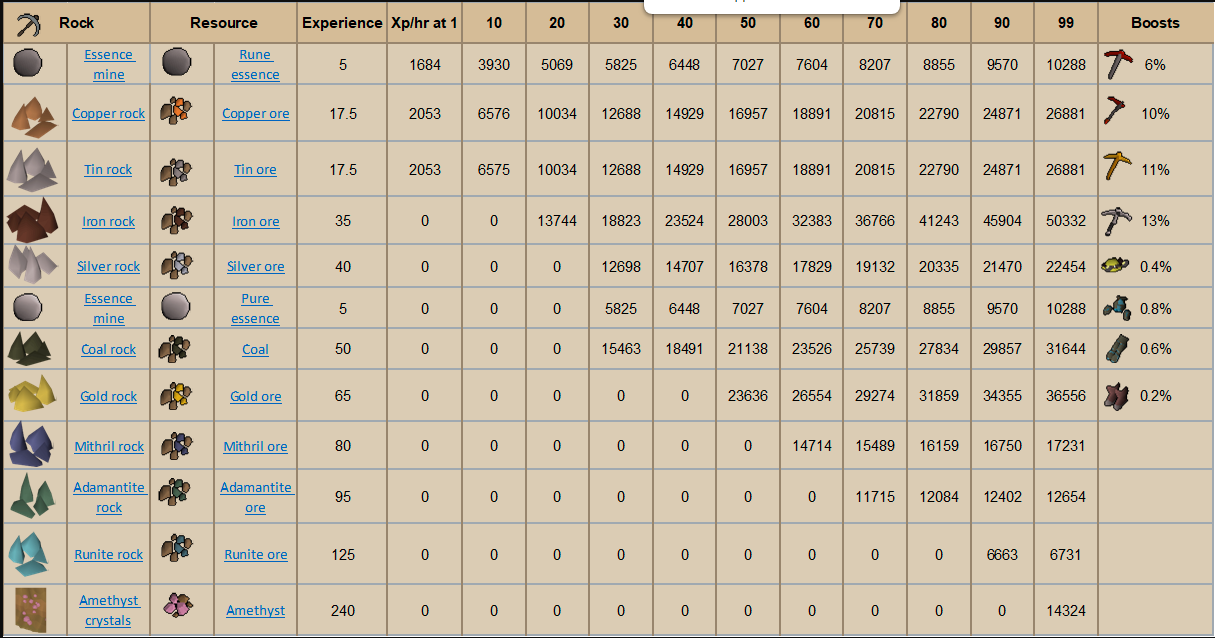 Rock Resource Experience Xp/hr at 1 10 20 30 40 50 60 70 80 90 99 Boosts
Essence
mine
Rune
essence
5 1684 3930 5069 5825 6448 7027 7604 8207 8855 9570 10288 6%
Copper rock Copper ore 17.5 2053 6576 10034 12688 14929 16957 18891 20815 22790 24871 26881 10%
Tin rock Tin ore 17.5 2053 6575 10034 12688 14929 16957 18891 20815 22790 24871 26881 11%
Iron rock Iron ore 35 0 0 13744 18823 23524 28003 32383 36766 41243 45904 50332 13%
Silver rock Silver ore 40 0 0 0 12698 14707 16378 17829 19132 20335 21470 22454 0.4%
Essence
mine
Pure
essence
5 0 0 0 5825 6448 7027 7604 8207 8855 9570 10288 0.8%
Coal rock Coal 50 0 0 0 15463 18491 21138 23526 25739 27834 29857 31644 0.6%
Gold rock Gold ore 65 0 0 0 0 0 23636 26554 29274 31859 34355 36556 0.2%
Mithril rock Mithril ore 80 0 0 0 0 0 0 14714 15489 16159 16750 17231
Adamantite
rock
Adamantite
ore
95 0 0 0 0 0 0 0 11715 12084 12402 12654
Runite rock Runite ore 125 0 0 0 0 0 0 0 0 0 6663 6731
Amethyst
crystals
Amethyst 240 0 0 0 0 0 0 0 0 0 0 14324